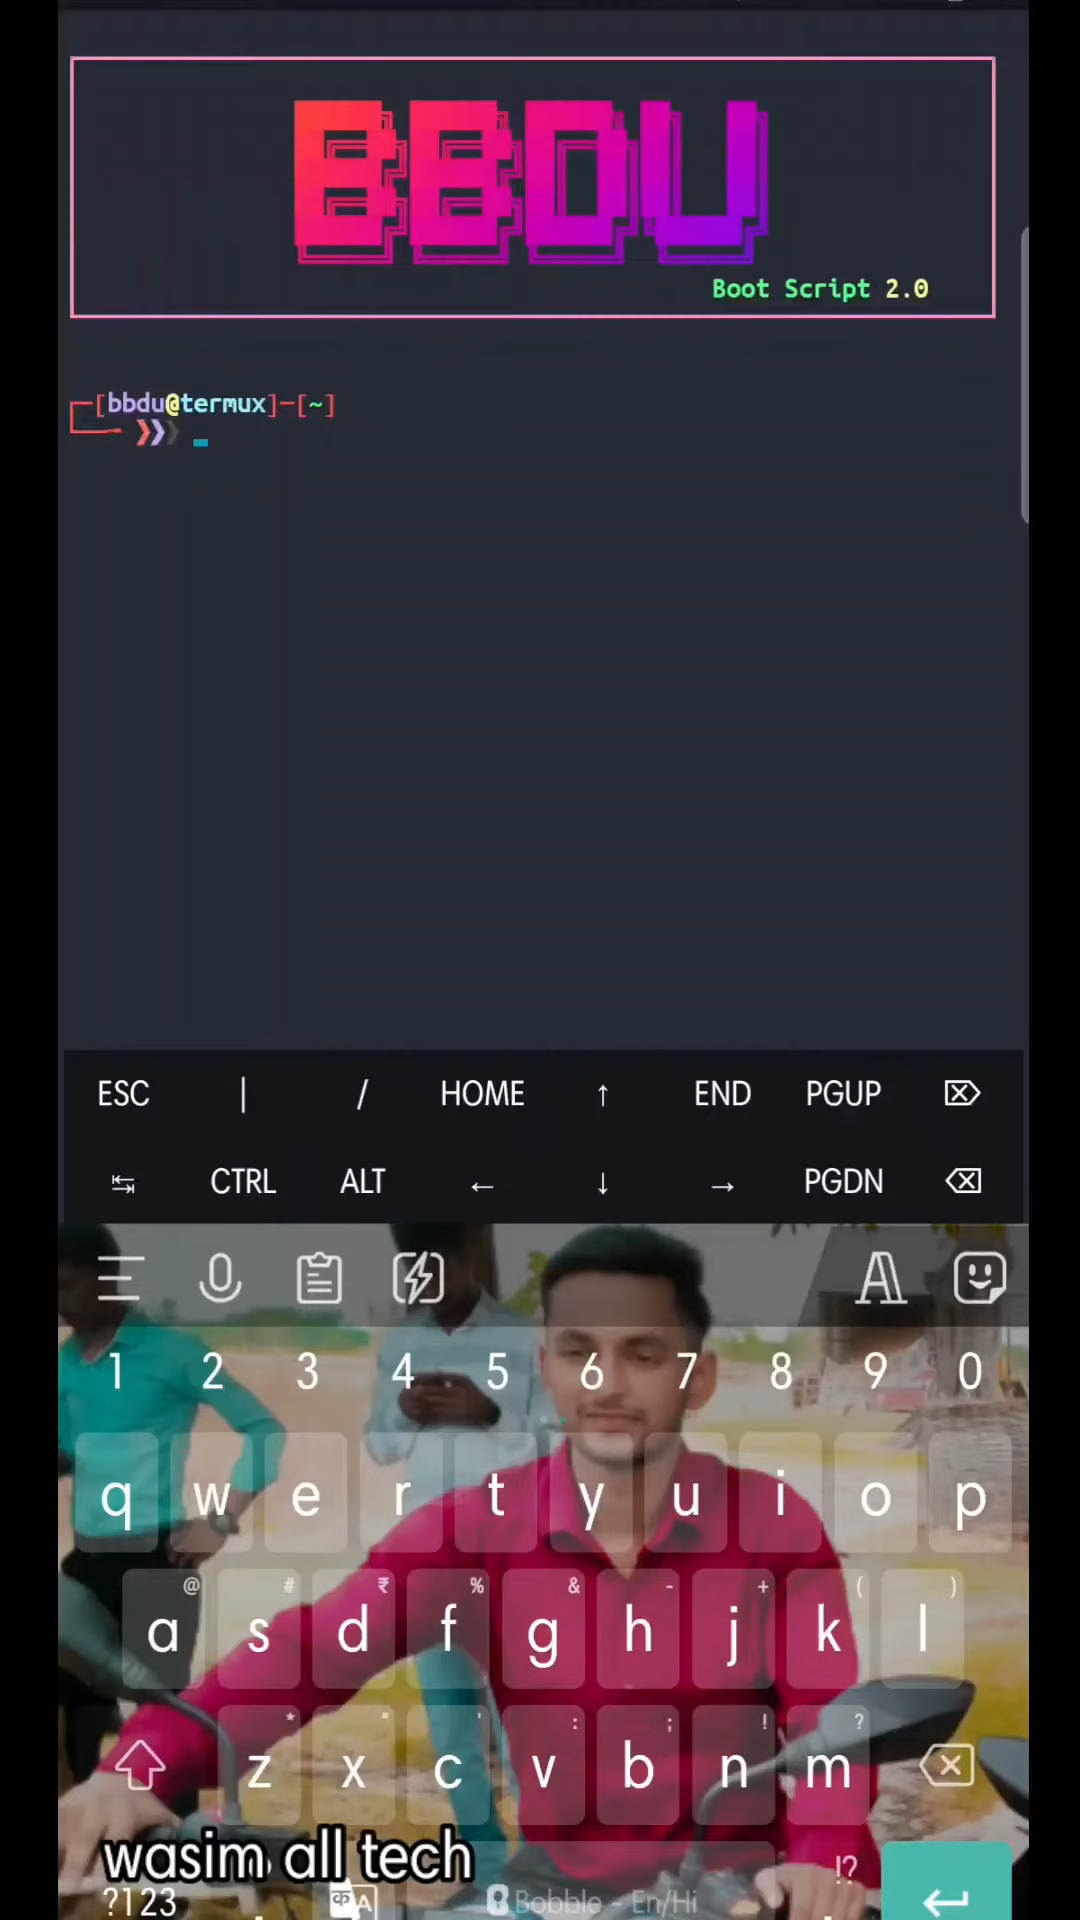 BBDU
Boot Script 2.0
[bbdu@termux]-[~]
ESC | / HOME ↑ END PGUP ⌦
↹ CTRL ALT ← ↓ → PGDN ⌫
1 2 3 4 5 6 7 8 9 0
q w e r t y u i o p
@ # ₹ % & - + ( )
a s d f g h j k l
* " ' : ; ! ?
z x c v b n m
wasim all tech
!?
?123 क A Bobble - En/Hi